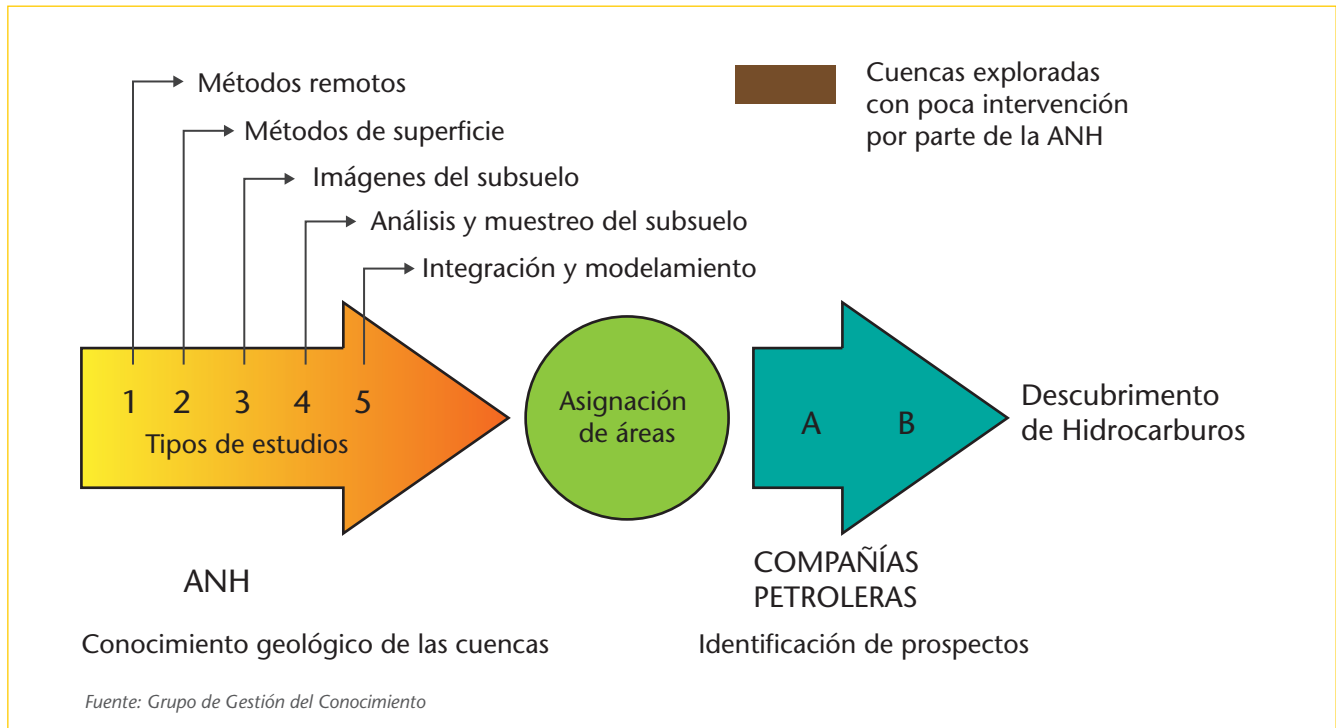 Métodos remotos
Métodos de superficie
Imágenes del subsuelo
Análisis y muestreo del subsuelo
Integración y modelamiento
Cuencas exploradas
con poca intervención
por parte de la ANH
1 2 3 4 5
Tipos de estudios
Asignación
de áreas
A B
Descubrimento
de Hidrocarburos
ANH
Conocimiento geológico de las cuencas
COMPAÑÍAS
PETROLERAS
Identificación de prospectos
Fuente: Grupo de Gestión del Conocimiento